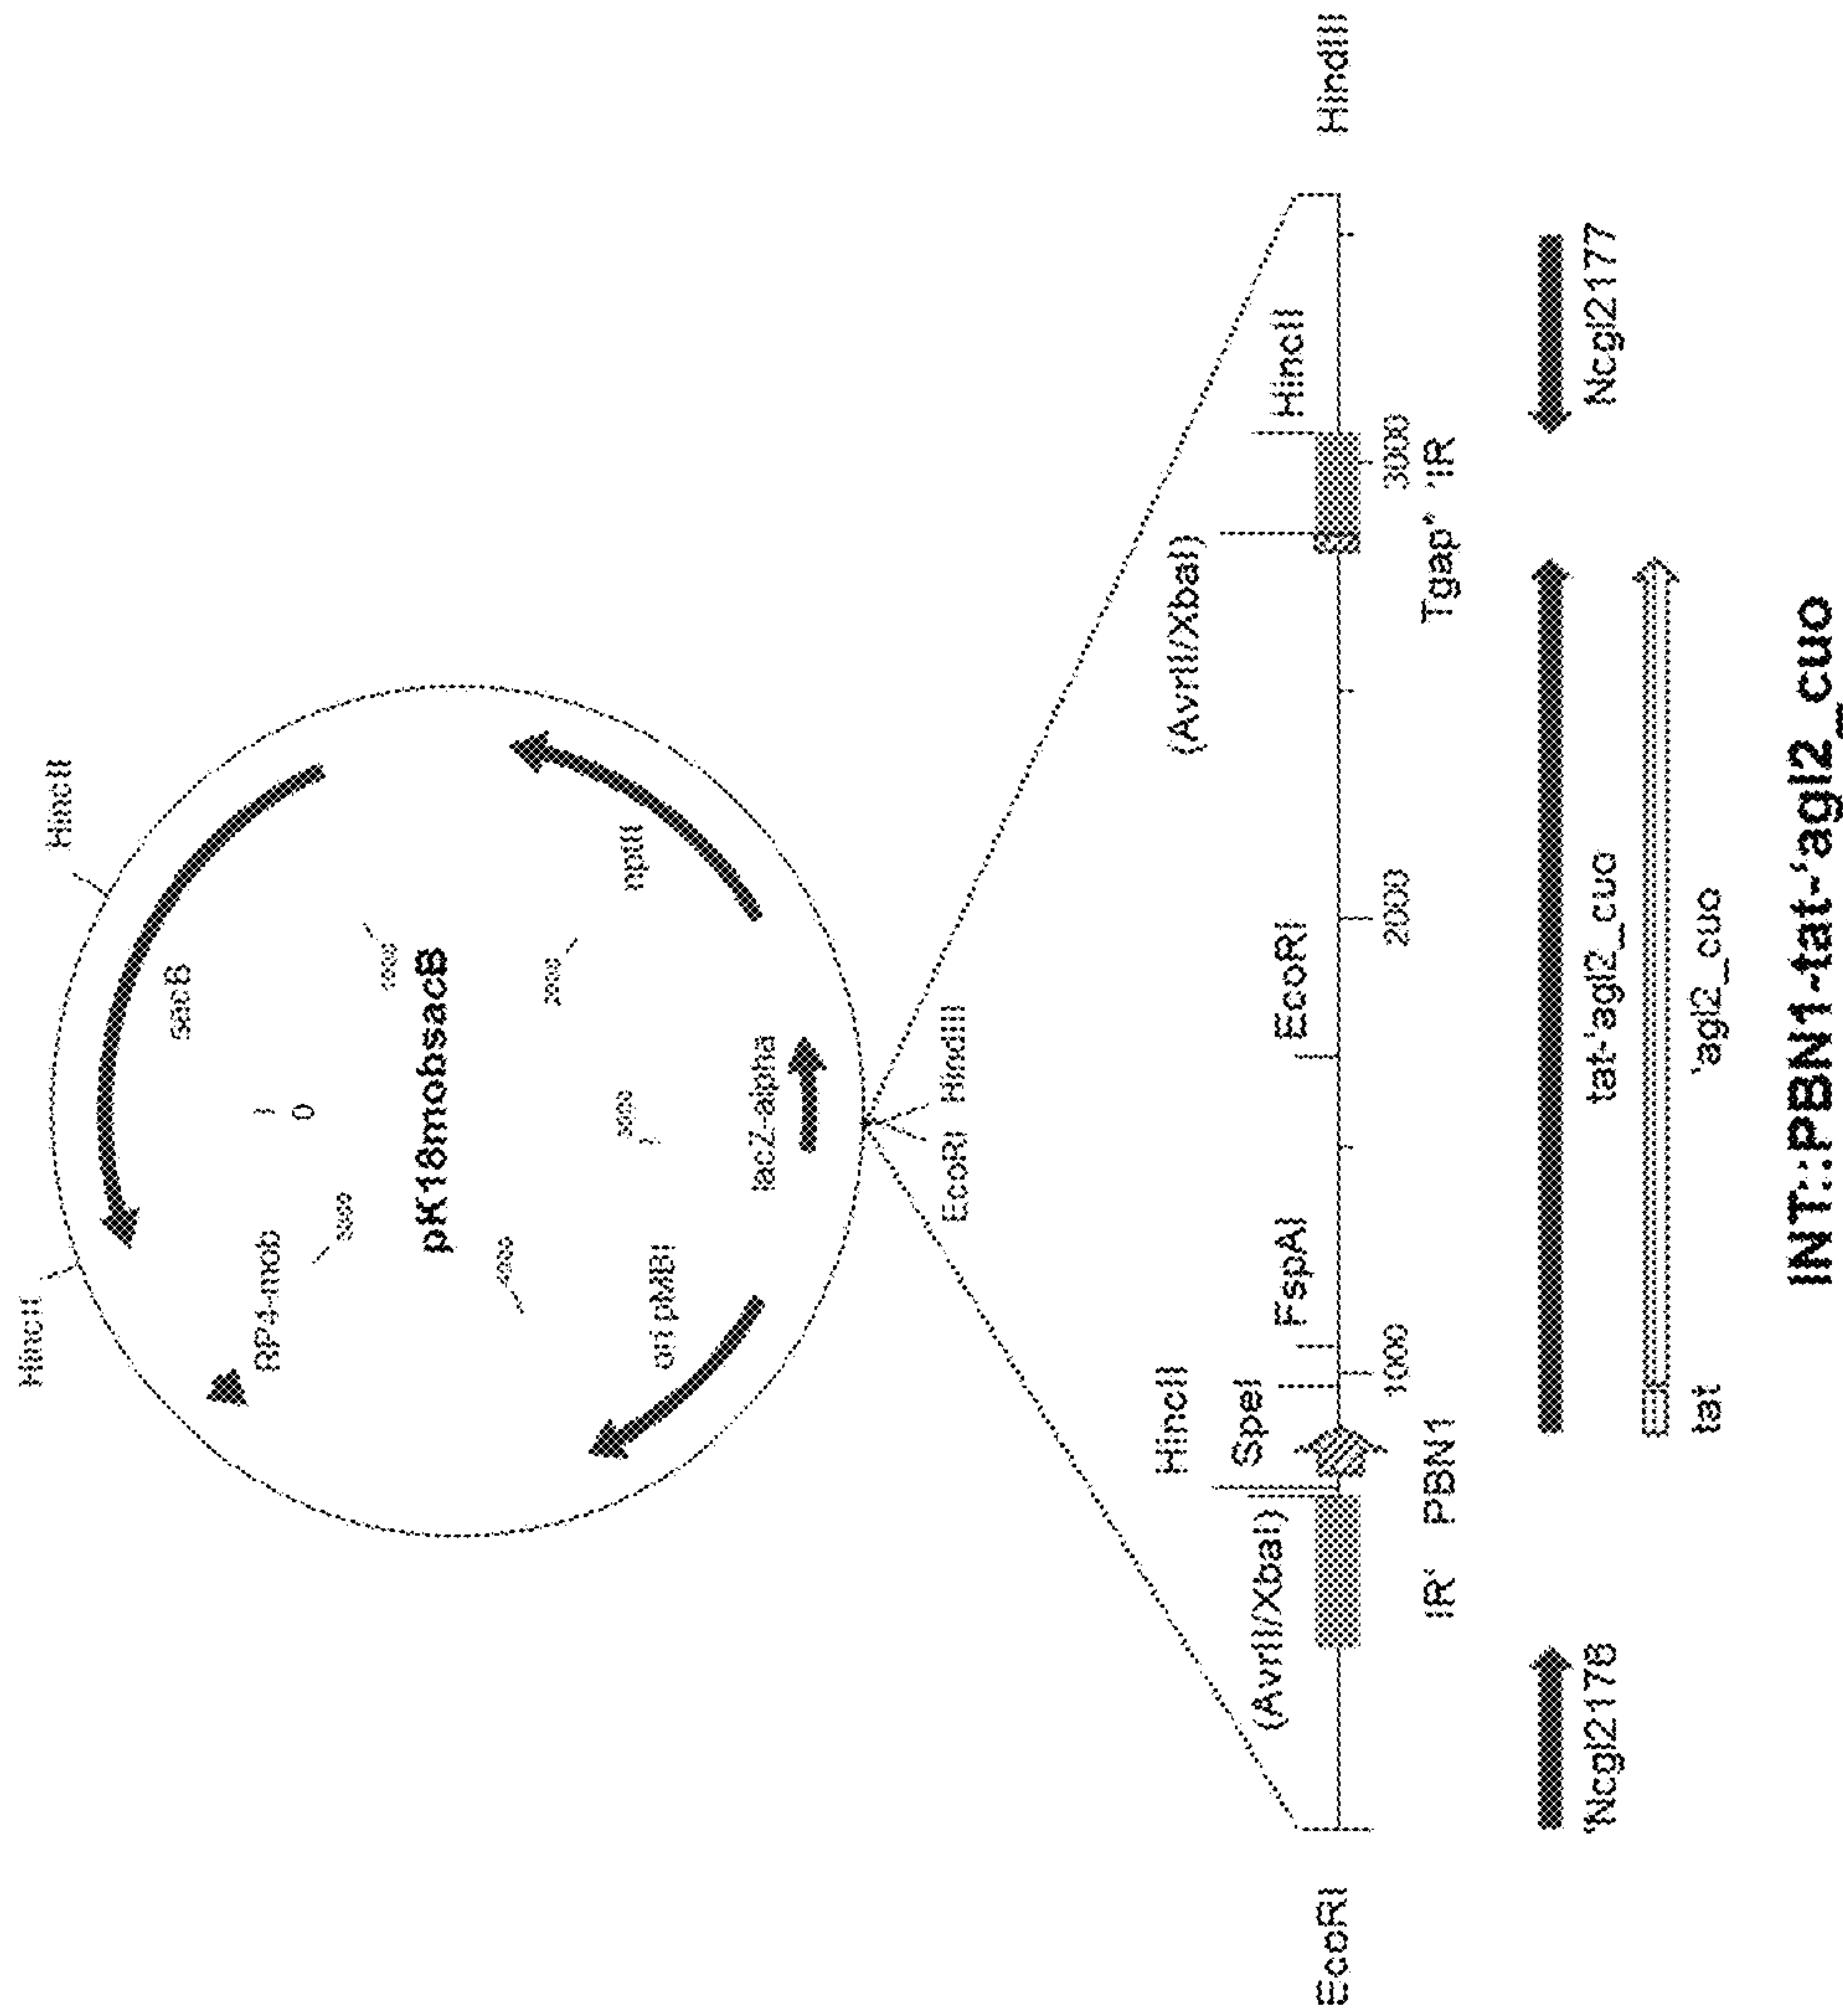 HincII
HincII
sacB
RP4-mob
0
pK18mobsacB
nptII
ori pMBI
lacZ-alpha
EcoRI HindIII
HincII
(AvrII/XbaI)
SpeI
(AvrII/XbaI)
FspAI
EcoRI
HincII
EcoRI
HindIII
1000
2000
3000
IR' PBN1
Tgap* 'IR
'Ncgl2178
tat-'agl2_cuo
Ncgl2177
tat
'agl2_cuo
INT::PBN1-tat-'agl2_cuo